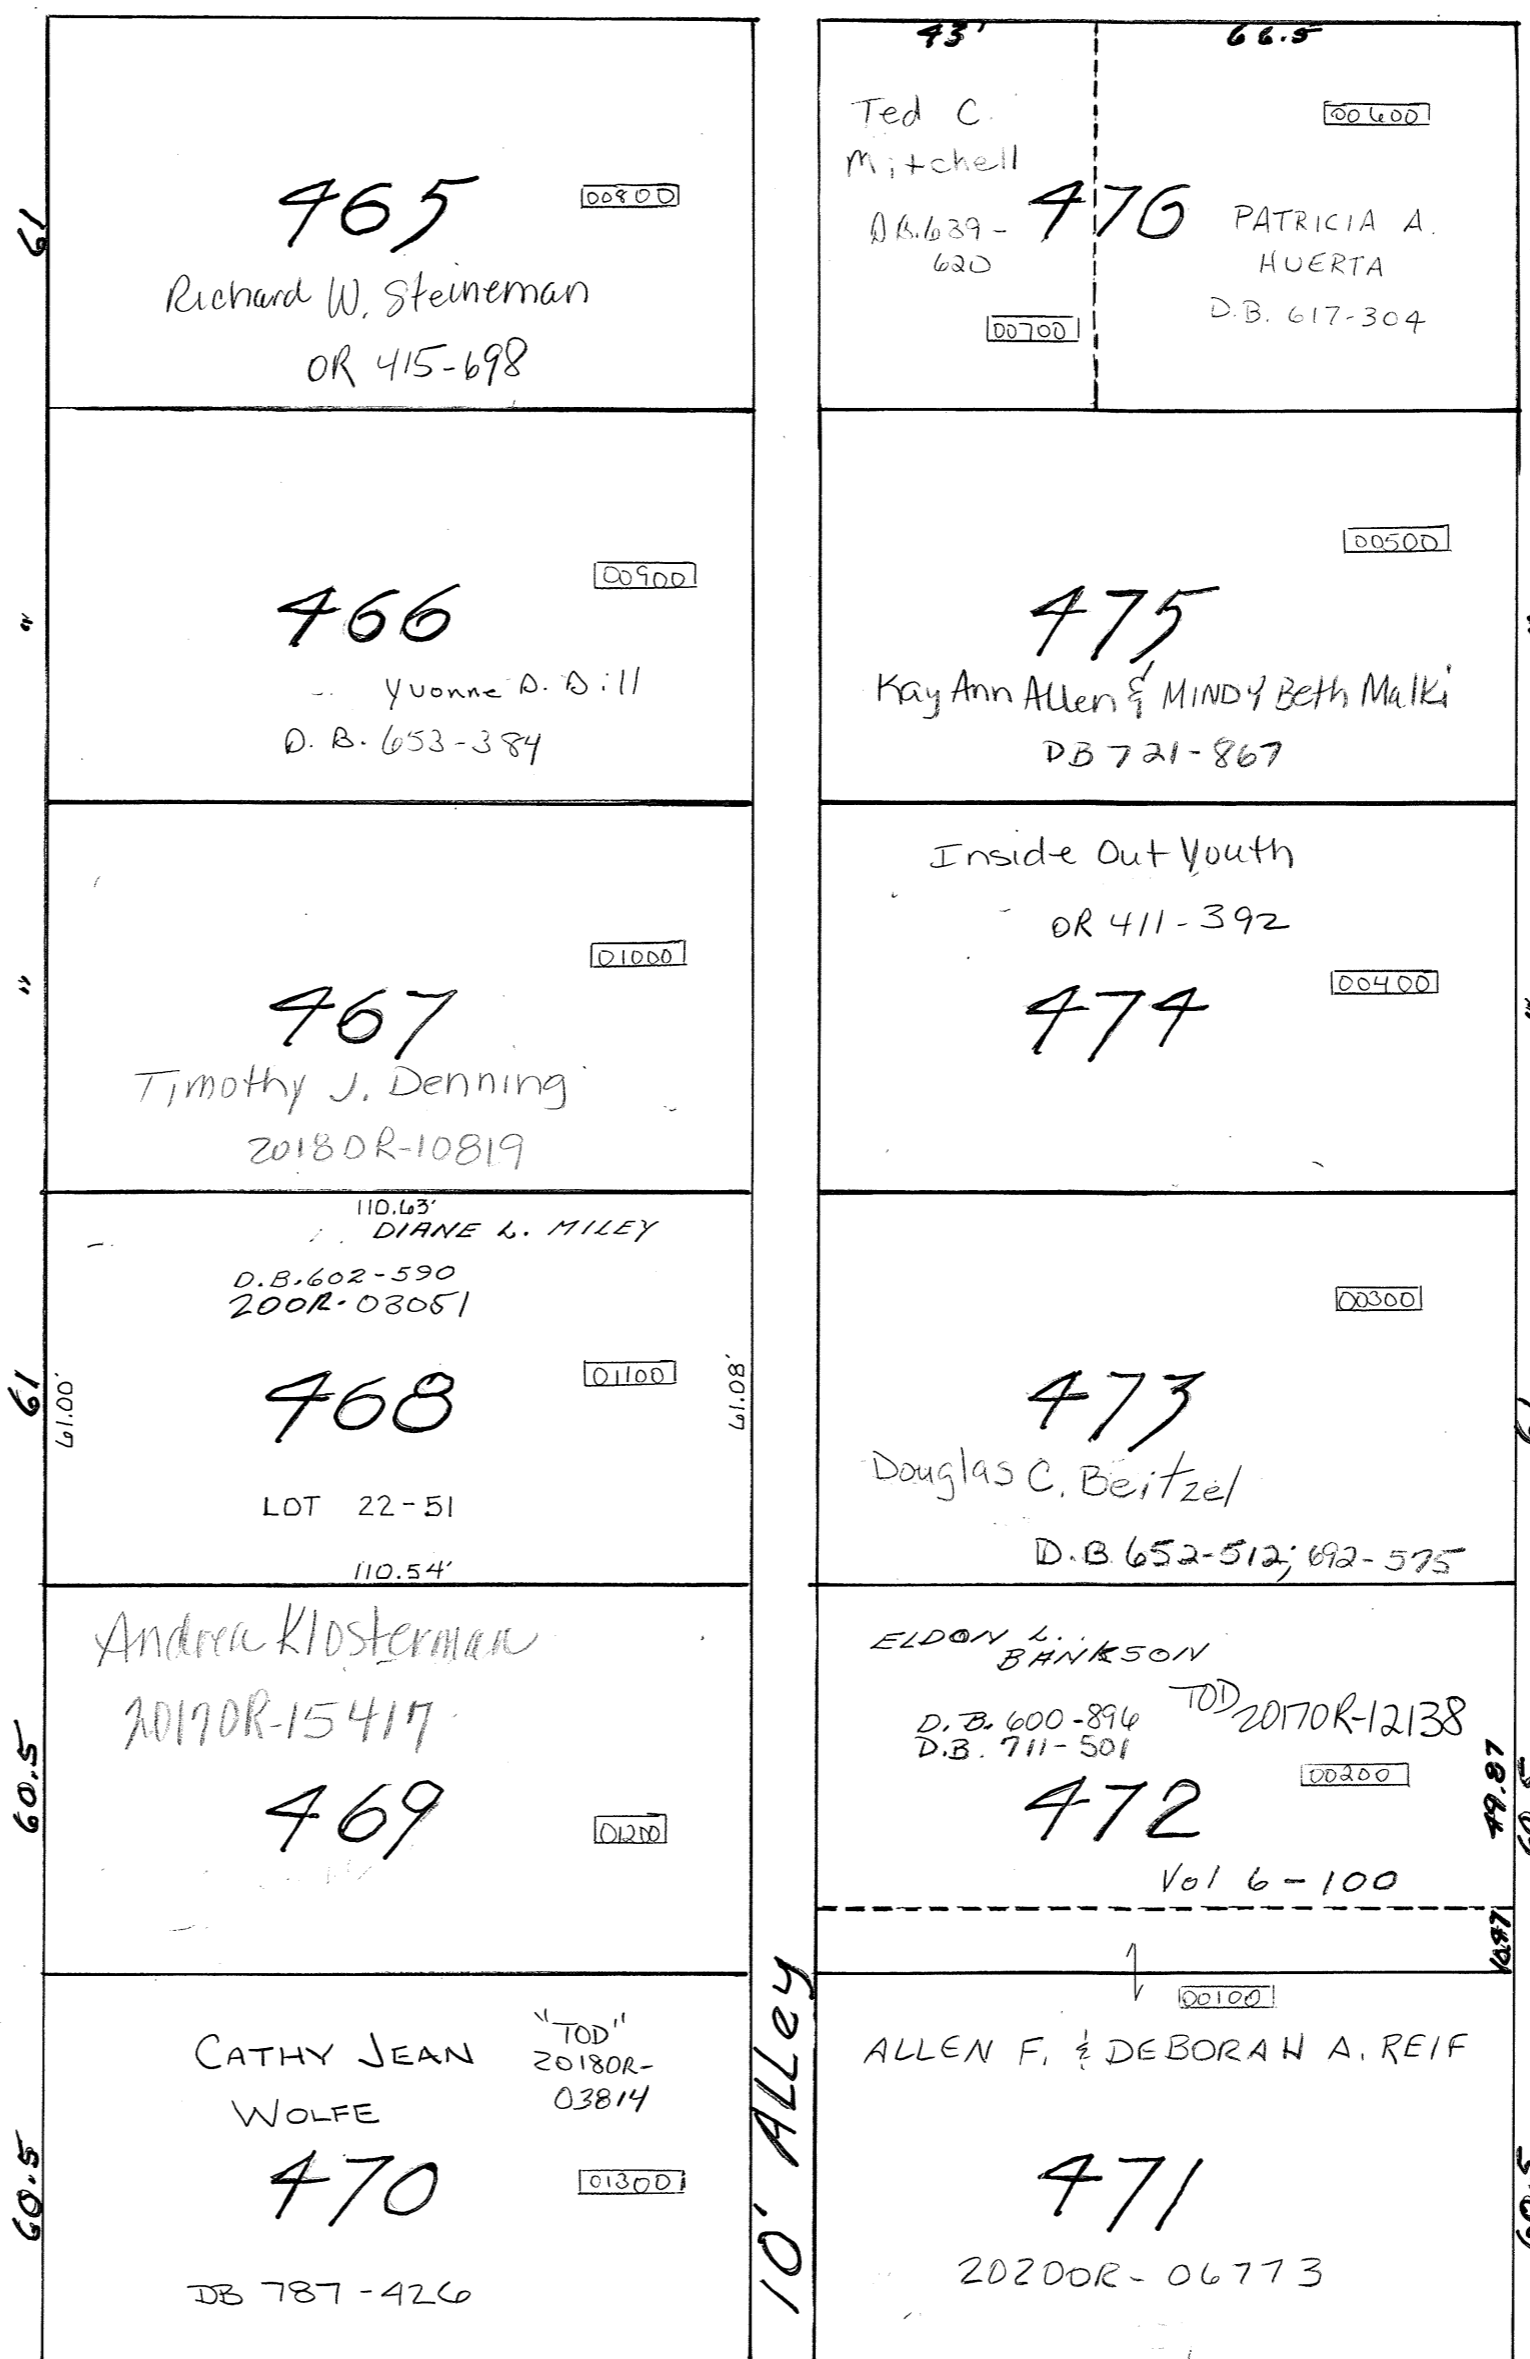 61
465
00800
Richard W. Steineman
OR 415-698
"
466
00900
Yvonne D. Dill
D.B. 653-384
"
467
01000
Timothy J. Denning
2018OR-10819
110.63'
DIANE L. MILEY
D.B. 602-590
200R-03051
61
61.00'
468
01100
61.08'
LOT 22-51
110.54'
Andrea Klosterman
2017OR-15417
60.5
469
01200
CATHY JEAN
WOLFE
"TOD"
2018OR-
03814
60.5
470
01300
DB 787-426
10' ALLey
43'
66.5
Ted C.
Mitchell
D.B. 639-
620
00700
476
00600
PATRICIA A.
HUERTA
D.B. 617-304
00500
475
Kay Ann Allen & MINDY Beth Malki
DB 721-867
Inside Out Youth
OR 411-392
00400
474
00300
473
61
Douglas C. Beitzel
D.B. 652-512; 692-575
ELDON L.
BANKSON
D.B. 600-896
D.B. 711-501
TOD 2017OR-12138
00200
472
49.87
60.5
Vol 6-100
00100
ALLEN F. & DEBORAH A. REIF
471
60.5
2020OR-06773